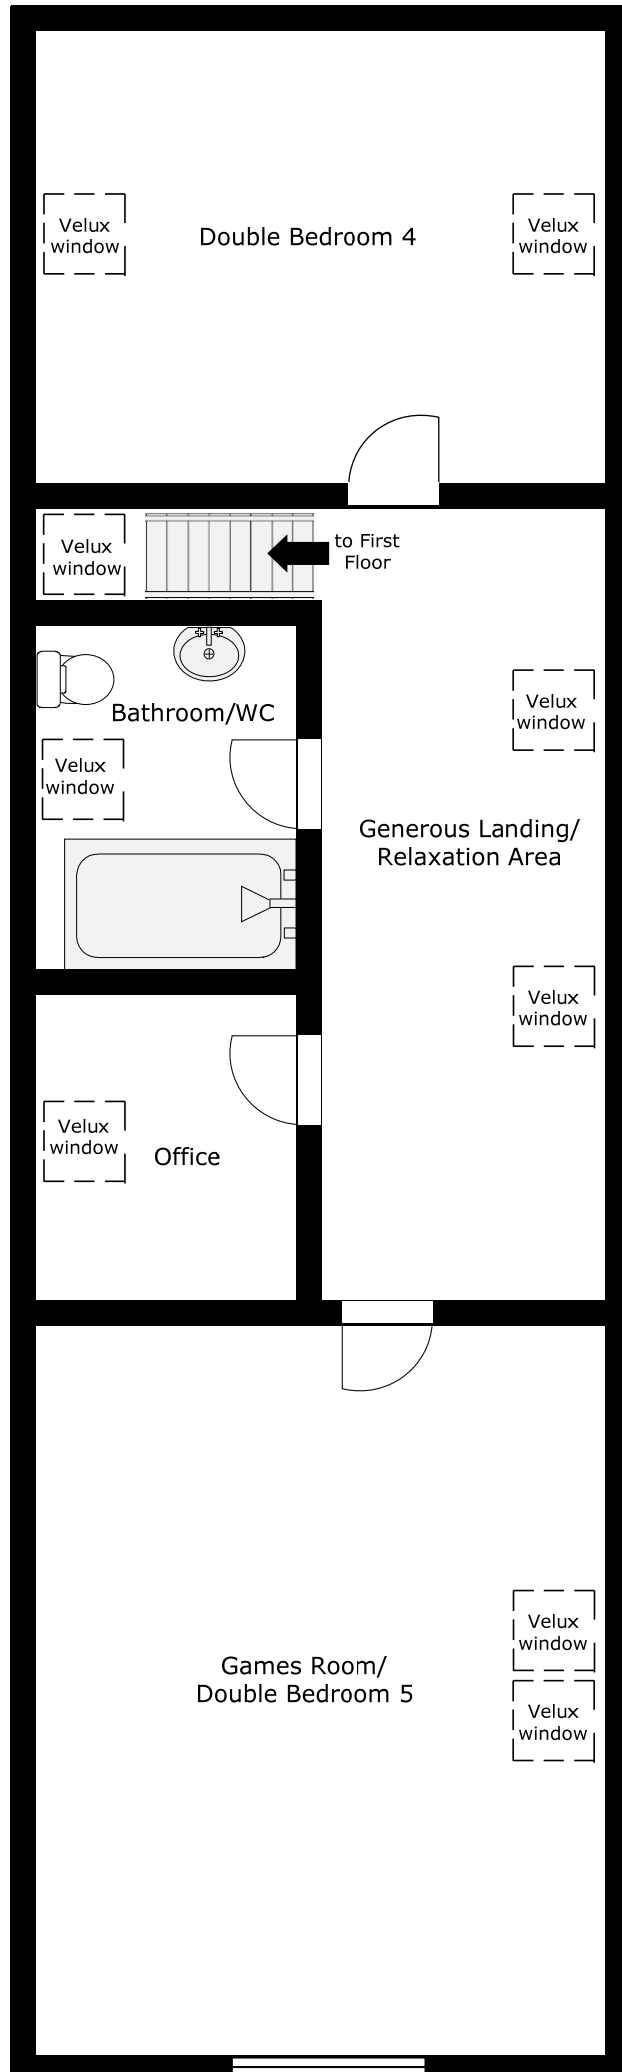 Velux
window
Double Bedroom 4
Velux
window
Velux
window
to First
Floor
Bathroom/WC
Velux
window
Velux
window
Generous Landing/
Relaxation Area
Velux
window
Velux
window
Office
Velux
window
Games Room/
Double Bedroom 5
Velux
window